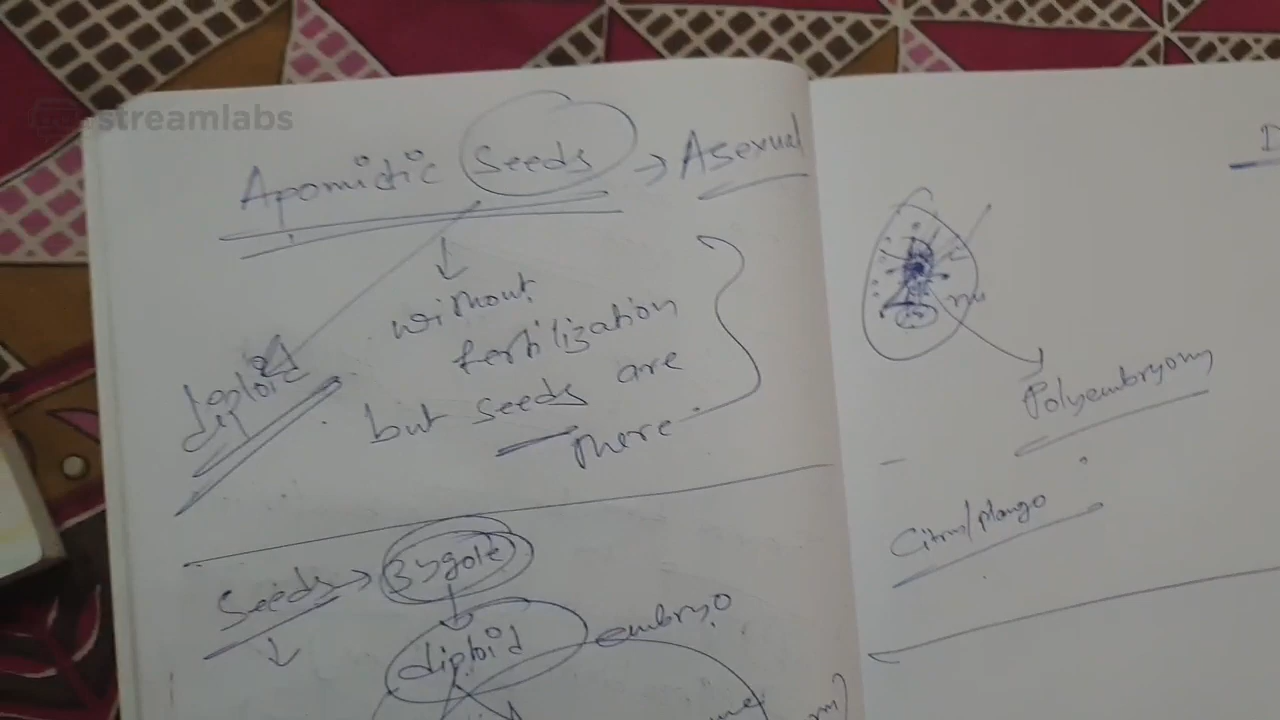 streamlabs
Apomictic Seeds → Asexual
↓
without
fertilization
but seeds are
there
diploid
Seeds → zygote
↓
diploid embryo
Polyembryony
Citrus/Mango